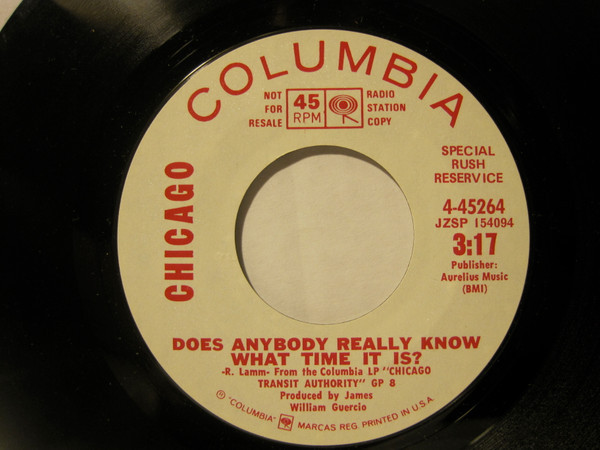 COLUMBIA
NOT
FOR
RESALE
45
RPM
RADIO
STATION
COPY
CHICAGO
SPECIAL
RUSH
RESERVICE
4-45264
JZSP 154094
3:17
Publisher:
Aurelius Music
(BMI)
DOES ANYBODY REALLY KNOW
WHAT TIME IT IS?
-R. Lamm- From the Columbia LP "CHICAGO
TRANSIT AUTHORITY" GP 8
Produced by James
William Guercio
℗ "COLUMBIA" MARCAS REG. PRINTED IN U.S.A.